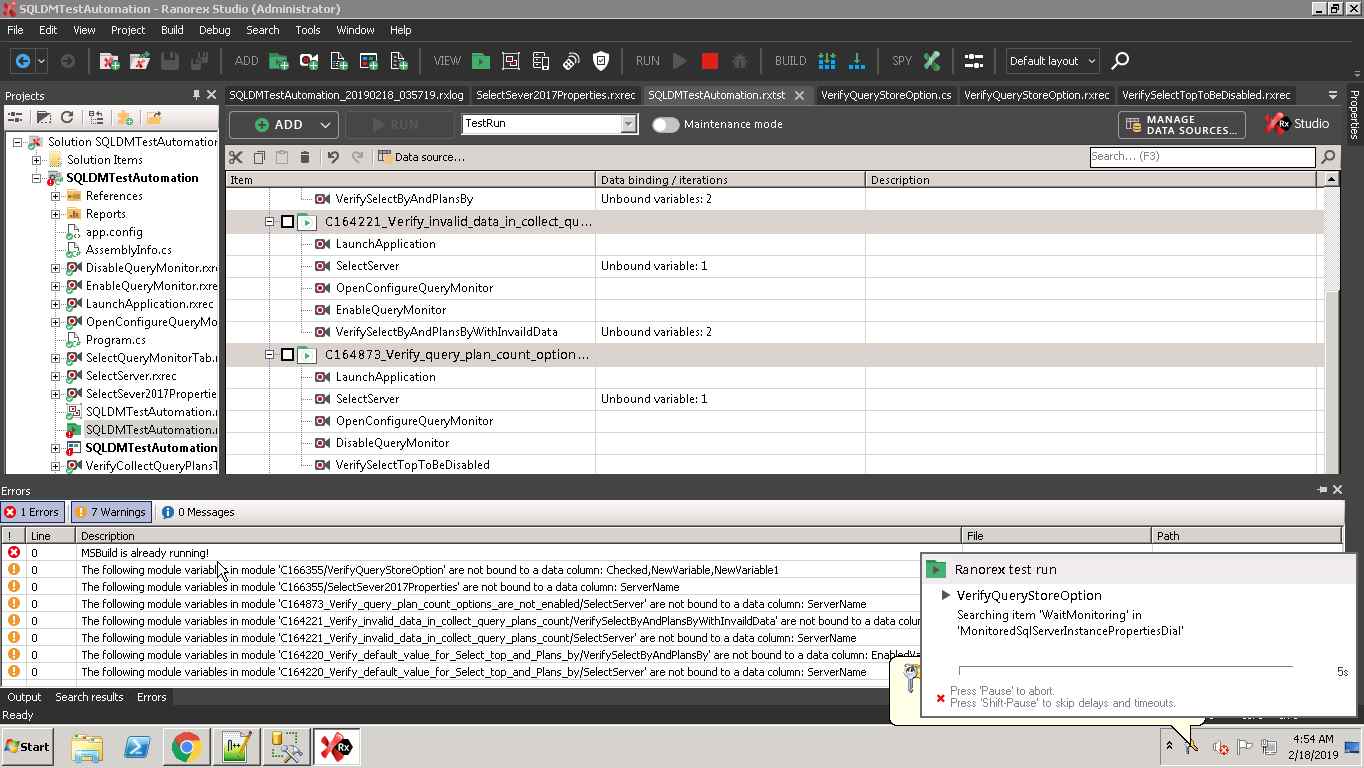 SQLDMTestAutomation - Ranorex Studio (Administrator)
File Edit View Project Build Debug Search Tools Window Help
ADD VIEW RUN BUILD SPY Default layout
Projects
SQLDMTestAutomation_20190218_035719.rxlog SelectSever2017Properties.rxrec SQLDMTestAutomation.rxtst VerifyQueryStoreOption.cs VerifyQueryStoreOption.rxrec VerifySelectTopToBeDisabled.rxrec
Properties
ADD RUN TestRun Maintenance mode MANAGE DATA SOURCES... Rx Studio
Data source... Search... (F3)
Item Data binding / iterations Description
Solution SQLDMTestAutomation
Solution Items
SQLDMTestAutomation
References
Reports
app.config
AssemblyInfo.cs
DisableQueryMonitor.rxre
EnableQueryMonitor.rxre
LaunchApplication.rxrec
OpenConfigureQueryMo
Program.cs
SelectQueryMonitorTab.r
SelectServer.rxrec
SelectSever2017Propertie
SQLDMTestAutomation.r
SQLDMTestAutomation.r
SQLDMTestAutomation
VerifyCollectQueryPlansT
VerifySelectByAndPlansBy Unbound variables: 2
C164221_Verify_invalid_data_in_collect_qu...
LaunchApplication
SelectServer Unbound variable: 1
OpenConfigureQueryMonitor
EnableQueryMonitor
VerifySelectByAndPlansByWithInvaildData Unbound variables: 2
C164873_Verify_query_plan_count_option...
LaunchApplication
SelectServer Unbound variable: 1
OpenConfigureQueryMonitor
DisableQueryMonitor
VerifySelectTopToBeDisabled
Errors
1 Errors 7 Warnings 0 Messages
! Line Description File Path
0 MSBuild is already running!
0 The following module variables in module 'C166355/VerifyQueryStoreOption' are not bound to a data column: Checked,NewVariable,NewVariable1
0 The following module variables in module 'C166355/SelectSever2017Properties' are not bound to a data column: ServerName
0 The following module variables in module 'C164873_Verify_query_plan_count_options_are_not_enabled/SelectServer' are not bound to a data column: ServerName
0 The following module variables in module 'C164221_Verify_invalid_data_in_collect_query_plans_count/VerifySelectByAndPlansByWithInvaildData' are not bound to a data colum
0 The following module variables in module 'C164221_Verify_invalid_data_in_collect_query_plans_count/SelectServer' are not bound to a data column: ServerName
0 The following module variables in module 'C164220_Verify_default_value_for_Select_top_and_Plans_by/VerifySelectByAndPlansBy' are not bound to a data column: EnabledVa
0 The following module variables in module 'C164220_Verify_default_value_for_Select_top_and_Plans_by/SelectServer' are not bound to a data column: ServerName
Ranorex test run
VerifyQueryStoreOption
Searching item 'WaitMonitoring' in
'MonitoredSqlServerInstancePropertiesDial'
5s
Press 'Pause' to abort.
Press 'Shift-Pause' to skip delays and timeouts.
Output Search results Errors
Ready
Start Rx
4:54 AM
2/18/2019